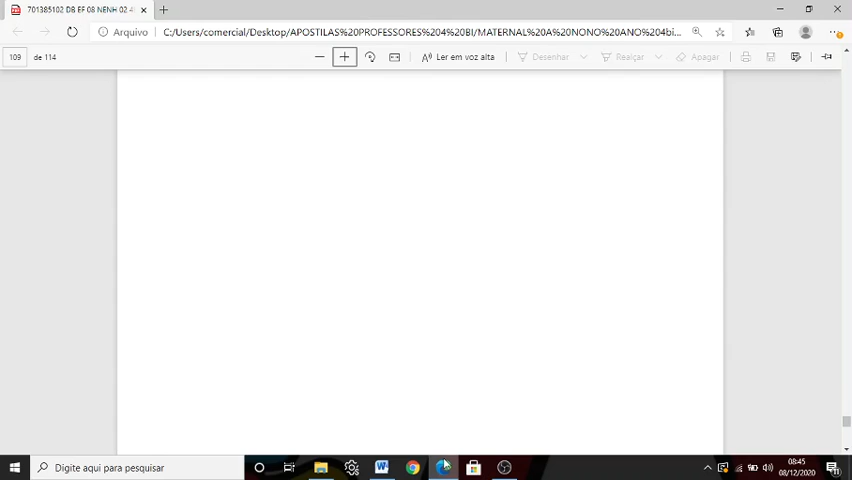 701385102 DB EF 08 NENH 02 4
Arquivo
C:/Users/comercial/Desktop/APOSTILAS%20PROFESSORES%204%20BI/MATERNAL%20A%20NONO%20ANO%204bi...
109 de 114
Ler em voz alta
Desenhar
Realçar
Apagar
Digite aqui para pesquisar
08:45
08/12/2020